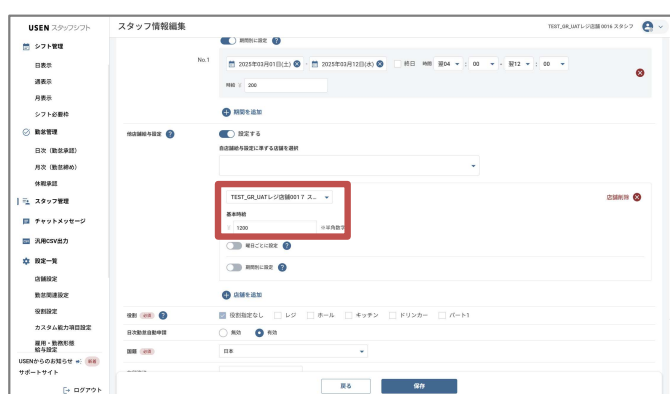 USEN スタッフシフト
スタッフ情報編集
TEST_GR_UATレジ店舗 0016 スタンフ
シフト管理
日表示
週表示
月表示
シフト必要枠
勤怠管理
日次（勤怠承認）
月次（勤怠締め）
休暇承認
スタッフ管理
チャットメッセージ
汎用CSV出力
設定一覧
店舗設定
勤怠関連設定
役割設定
カスタム能力項目設定
雇用・勤務形態
給与設定
USENからのお知らせ 新着
サポートサイト
ログアウト
期間別に設定 ?
No.1
2025年03月01日(土) - 2025年03月12日(水) 終日 時間 翌04 : 00 - 翌12 : 00
時給 ¥ 200
期間を追加
他店舗給与設定 ? 設定する
自店舗給与設定に準ずる店舗を選択
TEST_GR_UATレジ店舗0017 ス...
店舗削除
基本時給
¥ 1200 ※半角数字
曜日ごとに設定 ?
期間別に設定 ?
店舗を追加
役割 必須 ? 役割指定なし レジ ホール キッチン ドリンカー パート1
日次勤怠自動申請 無効 有効
国籍 必須 日本
戻る 保存